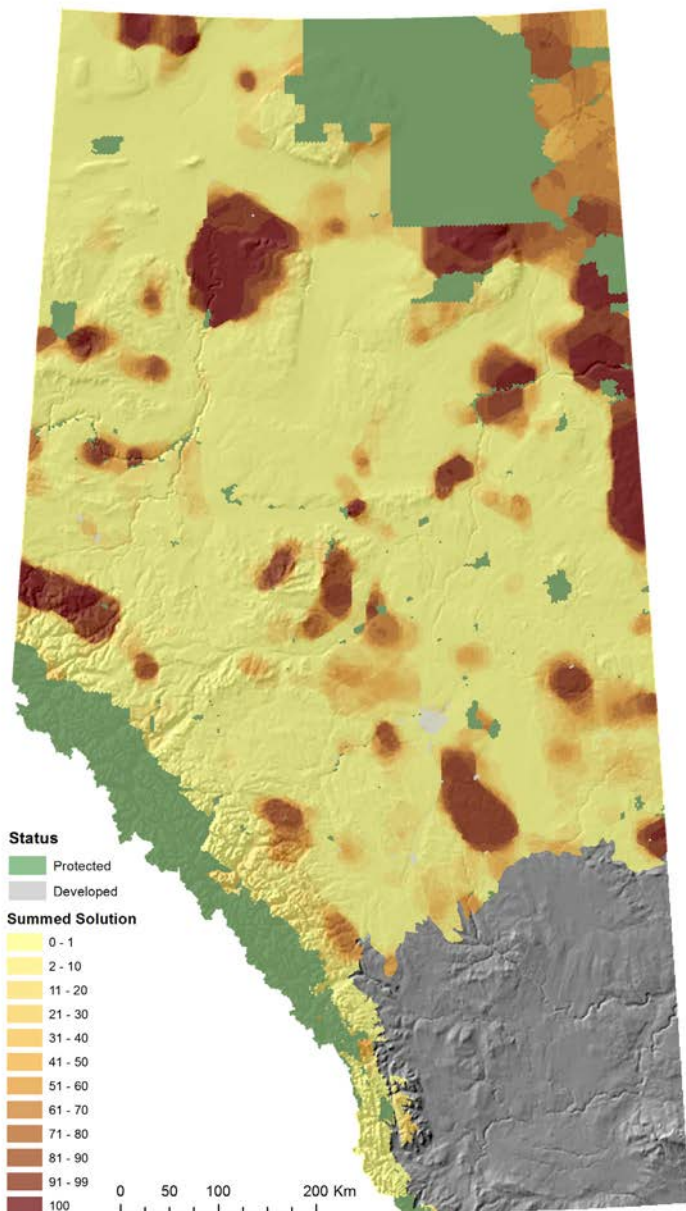 Status
Protected
Developed
Summed Solution
0 - 1
2 - 10
11 - 20
21 - 30
31 - 40
41 - 50
51 - 60
61 - 70
71 - 80
81 - 90
91 - 99
100
0 50 100 200 Km